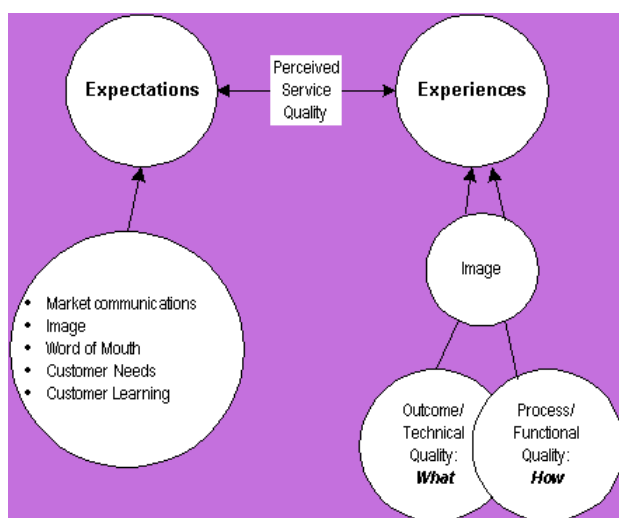 Expectations
Perceived
Service
Quality
Experiences
Image
• Market communications
• Image
• Word of Mouth
• Customer Needs
• Customer Learning
Outcome/
Technical
Quality:
What
Process/
Functional
Quality:
How